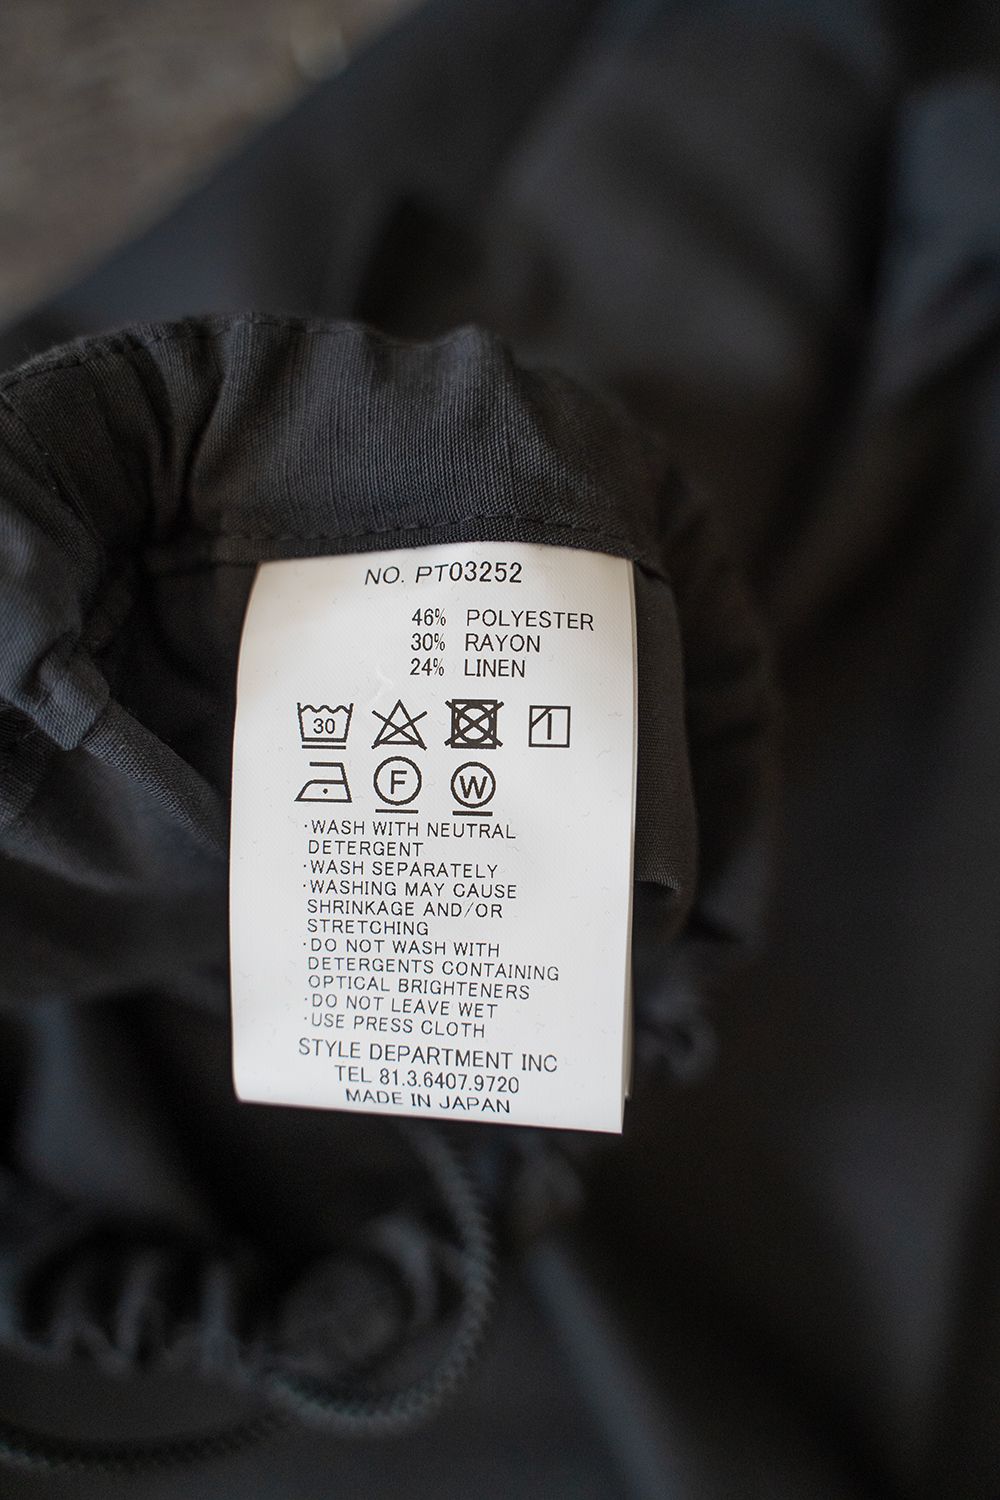 NO. PT03252
46% POLYESTER
30% RAYON
24% LINEN
30
F W
·WASH WITH NEUTRAL
DETERGENT
·WASH SEPARATELY
·WASHING MAY CAUSE
SHRINKAGE AND/OR
STRETCHING
·DO NOT WASH WITH
DETERGENTS CONTAINING
OPTICAL BRIGHTENERS
·DO NOT LEAVE WET
·USE PRESS CLOTH
STYLE DEPARTMENT INC
TEL 81.3.6407.9720
MADE IN JAPAN